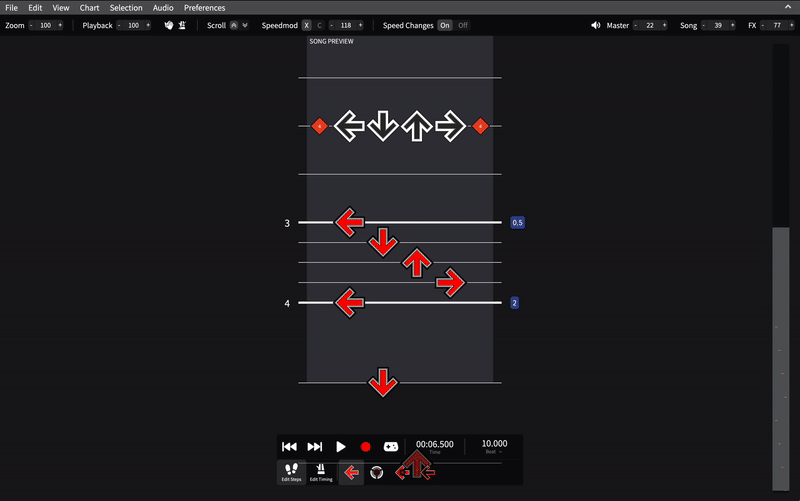 File Edit View Chart Selection Audio Preferences
Zoom - 100 + Playback - 100 + Scroll Speedmod X C - 118 + Speed Changes On Off Master - 22 + Song - 39 + FX - 77 +
SONG PREVIEW
4 4
3 0.5
4 2
00:06.500 10.000
Time Beat
Edit Steps Edit Timing